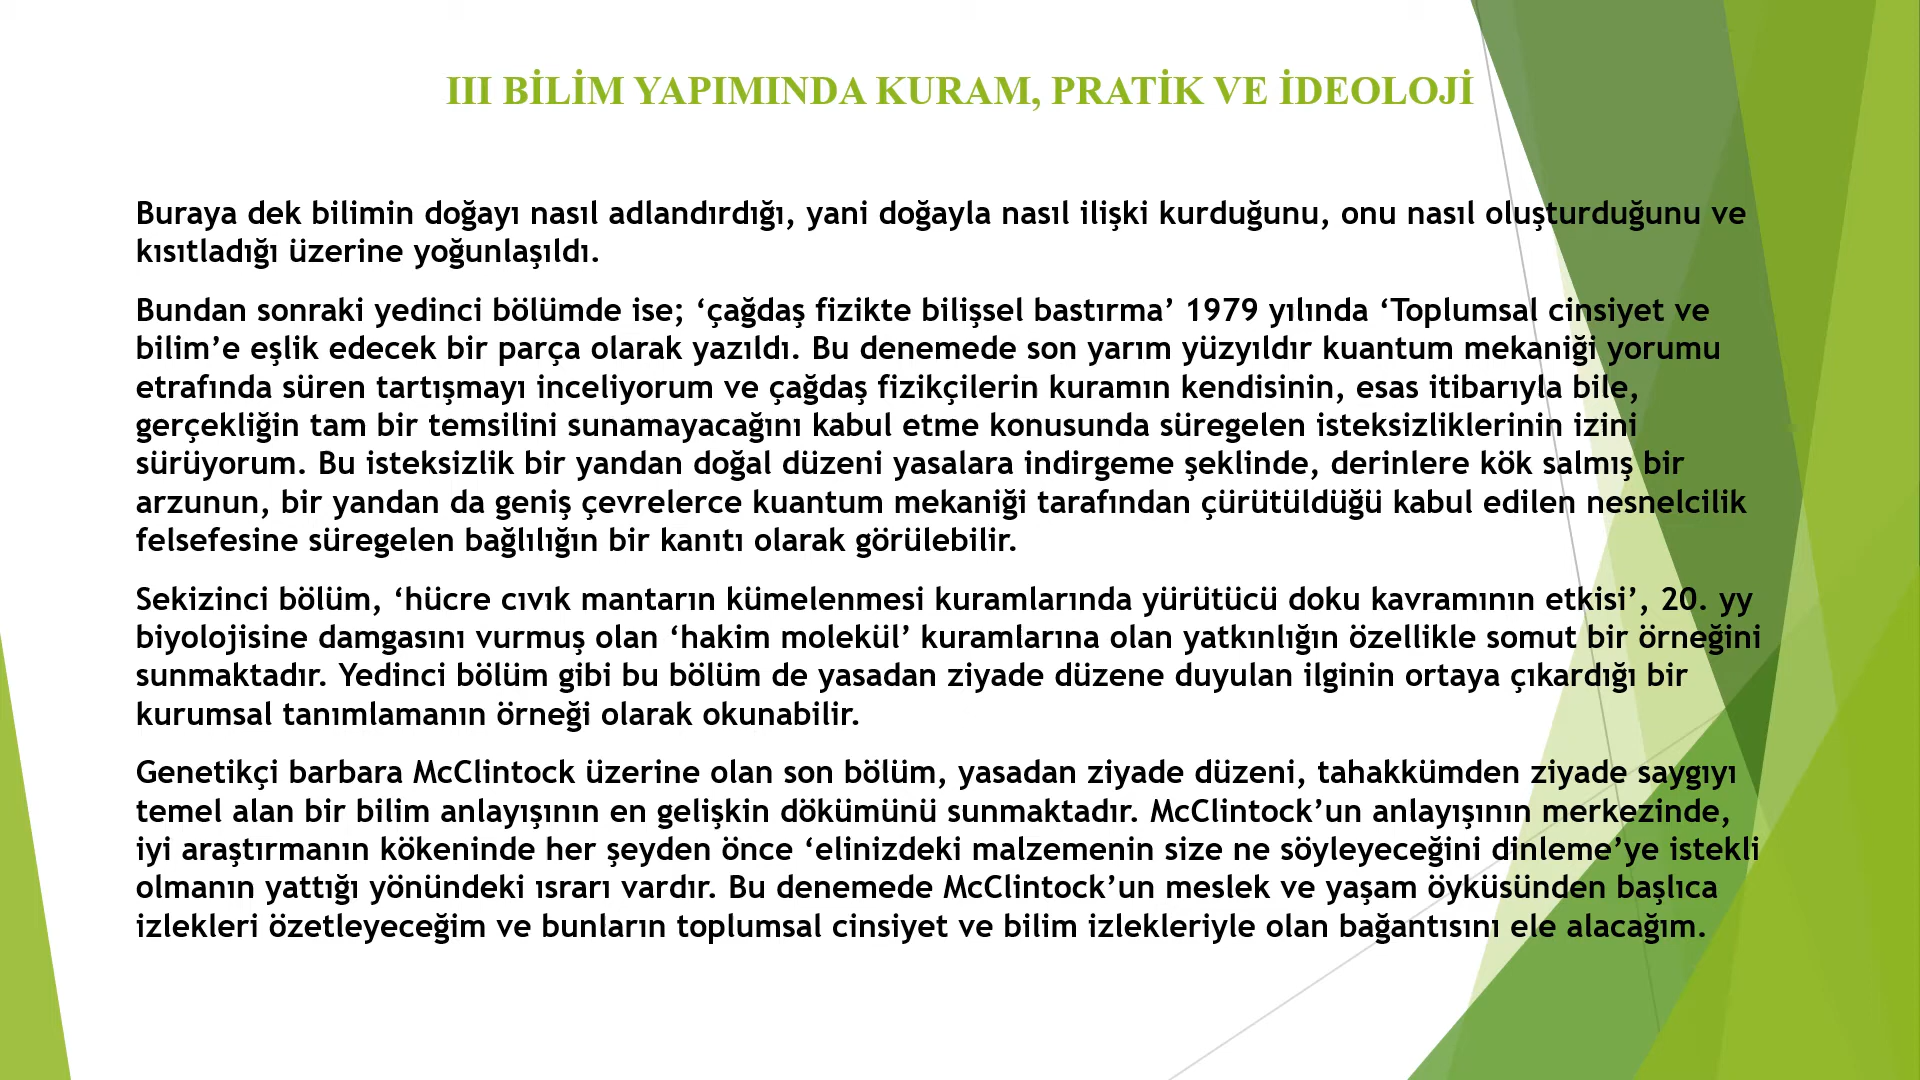 III BİLİM YAPIMINDA KURAM, PRATİK VE İDEOLOJİ
Buraya dek bilimin doğayı nasıl adlandırdığı, yani doğayla nasıl ilişki kurduğunu, onu nasıl oluşturduğunu ve
kısıtladığı üzerine yoğunlaşıldı.
Bundan sonraki yedinci bölümde ise; ‘çağdaş fizikte bilişsel bastırma’ 1979 yılında ‘Toplumsal cinsiyet ve
bilim’e eşlik edecek bir parça olarak yazıldı. Bu denemede son yarım yüzyıldır kuantum mekaniği yorumu
etrafında süren tartışmayı inceliyorum ve çağdaş fizikçilerin kuramın kendisinin, esas itibarıyla bile,
gerçekliğin tam bir temsilini sunamayacağını kabul etme konusunda süregelen isteksizliklerinin izini
sürüyorum. Bu isteksizlik bir yandan doğal düzeni yasalara indirgeme şeklinde, derinlere kök salmış bir
arzunun, bir yandan da geniş çevrelerce kuantum mekaniği tarafından çürütüldüğü kabul edilen nesnelcilik
felsefesine süregelen bağlılığın bir kanıtı olarak görülebilir.
Sekizinci bölüm, ‘hücre cıvık mantarın kümelenmesi kuramlarında yürütücü doku kavramının etkisi’, 20. yy
biyolojisine damgasını vurmuş olan ‘hakim molekül’ kuramlarına olan yatkınlığın özellikle somut bir örneğini
sunmaktadır. Yedinci bölüm gibi bu bölüm de yasadan ziyade düzene duyulan ilginin ortaya çıkardığı bir
kurumsal tanımlamanın örneği olarak okunabilir.
Genetikçi barbara McClintock üzerine olan son bölüm, yasadan ziyade düzeni, tahakkümden ziyade saygıyı
temel alan bir bilim anlayışının en gelişkin dökümünü sunmaktadır. McClintock’un anlayışının merkezinde,
iyi araştırmanın kökeninde her şeyden önce ‘elinizdeki malzemenin size ne söyleyeceğini dinleme’ye istekli
olmanın yattığı yönündeki ısrarı vardır. Bu denemede McClintock’un meslek ve yaşam öyküsünden başlıca
izlekleri özetleyeceğim ve bunların toplumsal cinsiyet ve bilim izlekleriyle olan bağantısını ele alacağım.